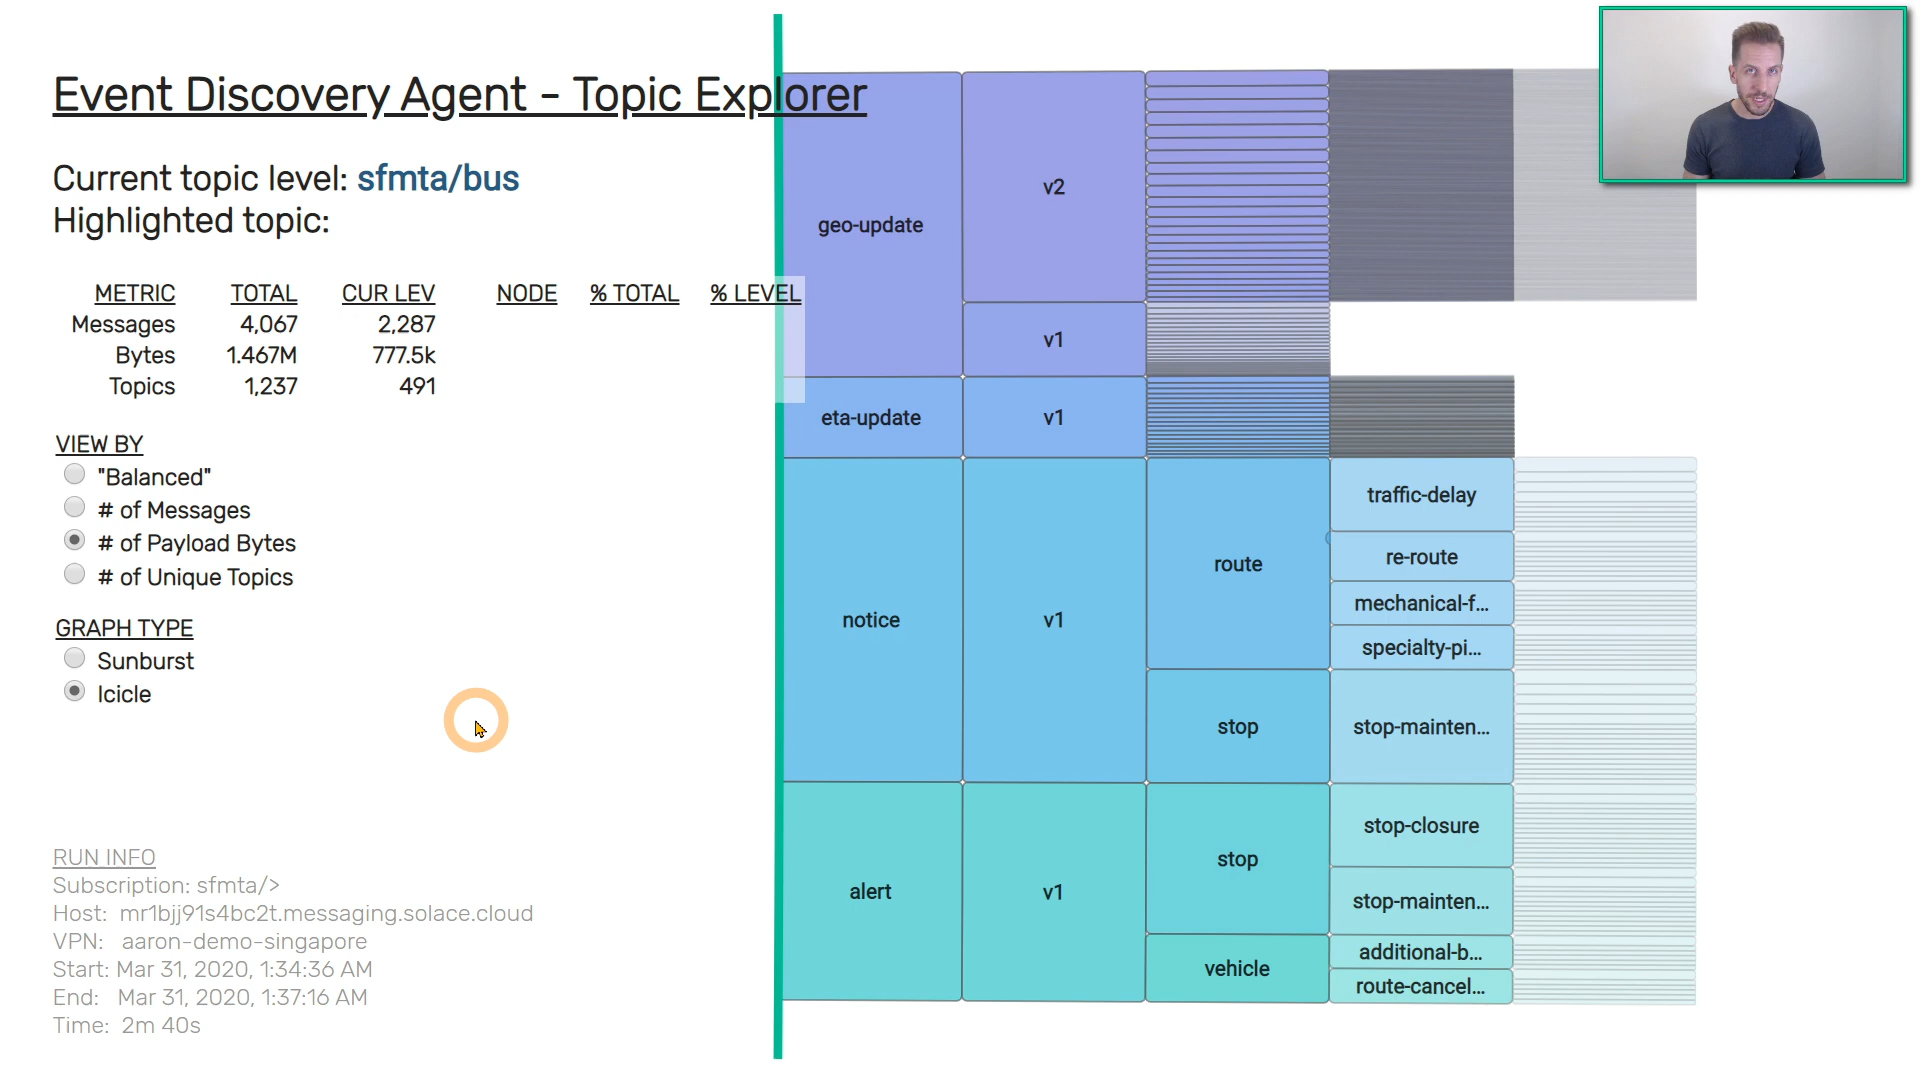 Event Discovery Agent - Topic Explorer
Current topic level: sfmta/bus
Highlighted topic:
METRIC TOTAL CUR LEV NODE % TOTAL % LEVEL
Messages 4,067 2,287
Bytes 1.467M 777.5k
Topics 1,237 491
VIEW BY
"Balanced"
# of Messages
# of Payload Bytes
# of Unique Topics
GRAPH TYPE
Sunburst
Icicle
RUN INFO
Subscription: sfmta/>
Host: mr1bjj91s4bc2t.messaging.solace.cloud
VPN: aaron-demo-singapore
Start: Mar 31, 2020, 1:34:36 AM
End: Mar 31, 2020, 1:37:16 AM
Time: 2m 40s
geo-update
v2
v1
eta-update
v1
notice
v1
route
traffic-delay
re-route
mechanical-f...
specialty-pi...
stop
stop-mainten...
alert
v1
stop
stop-closure
stop-mainten...
vehicle
additional-b...
route-cancel...